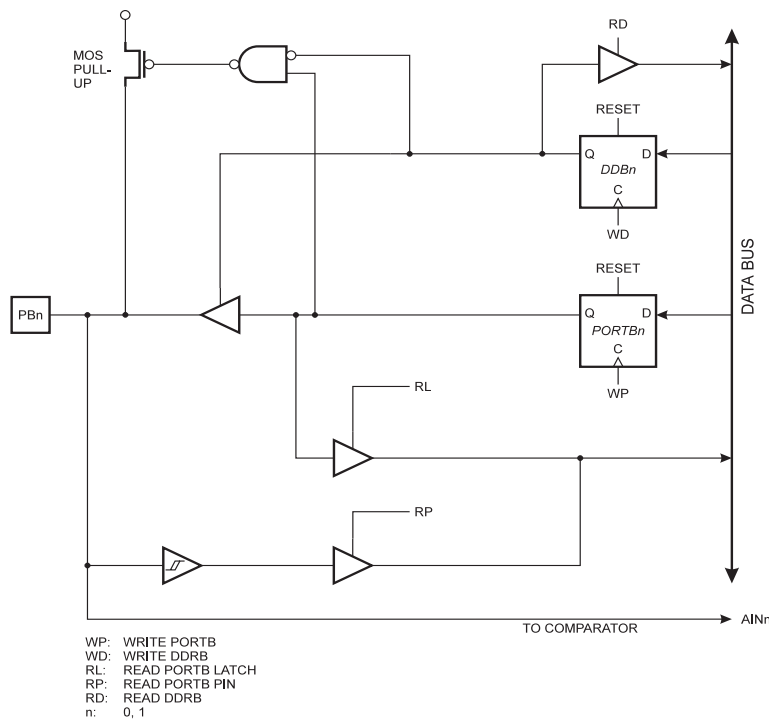 RD
MOS
PULL-
UP
RESET
Q
D
DDBn
C
WD
RESET
DATA BUS
PBn
Q
D
PORTBn
C
WP
RL
RP
TO COMPARATOR
AINn
WP: WRITE PORTB
WD: WRITE DDRB
RL: READ PORTB LATCH
RP: READ PORTB PIN
RD: READ DDRB
n: 0, 1